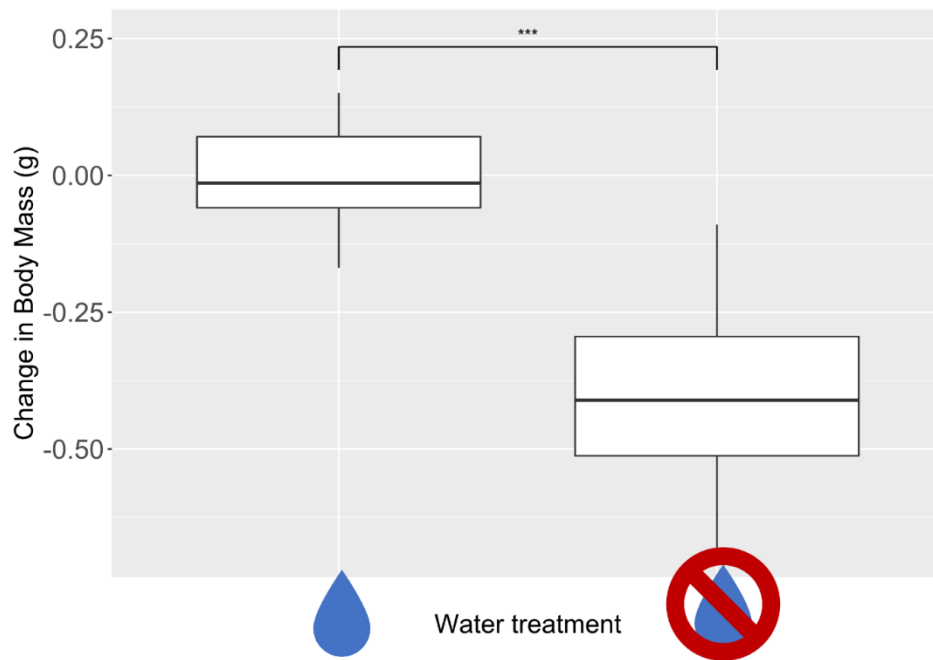 ***
0.25
0.00
-0.25
-0.50
Change in Body Mass (g)
Water treatment